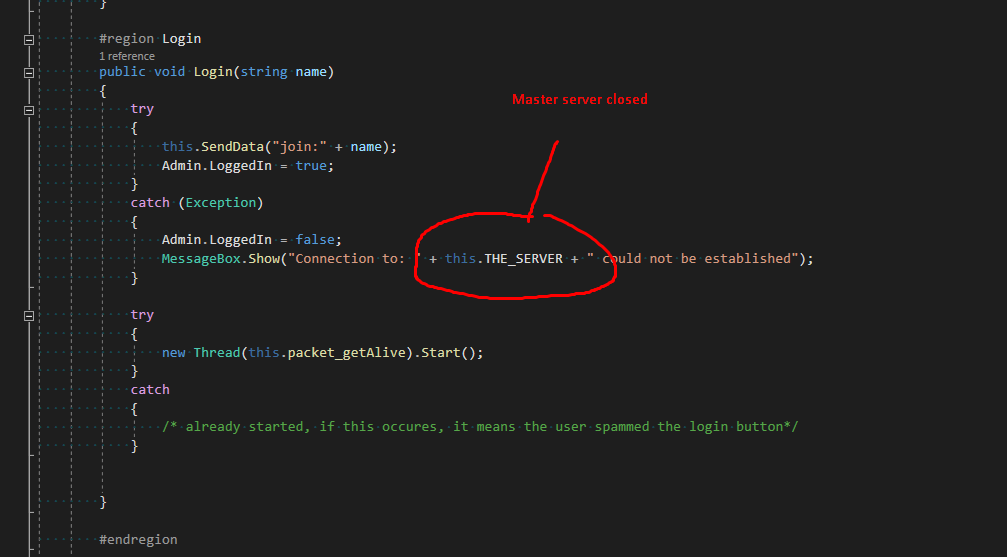 }
#region Login
1 reference
public void Login(string name)
{
try
{
this.SendData("join:" + name);
Admin.LoggedIn = true;
}
catch (Exception)
{
Admin.LoggedIn = false;
MessageBox.Show("Connection to: " + this.THE_SERVER + " could not be established");
}
try
{
new Thread(this.packet_getAlive).Start();
}
catch
{
/* already started, if this occures, it means the user spammed the login button*/
}
}
#endregion
Master server closed